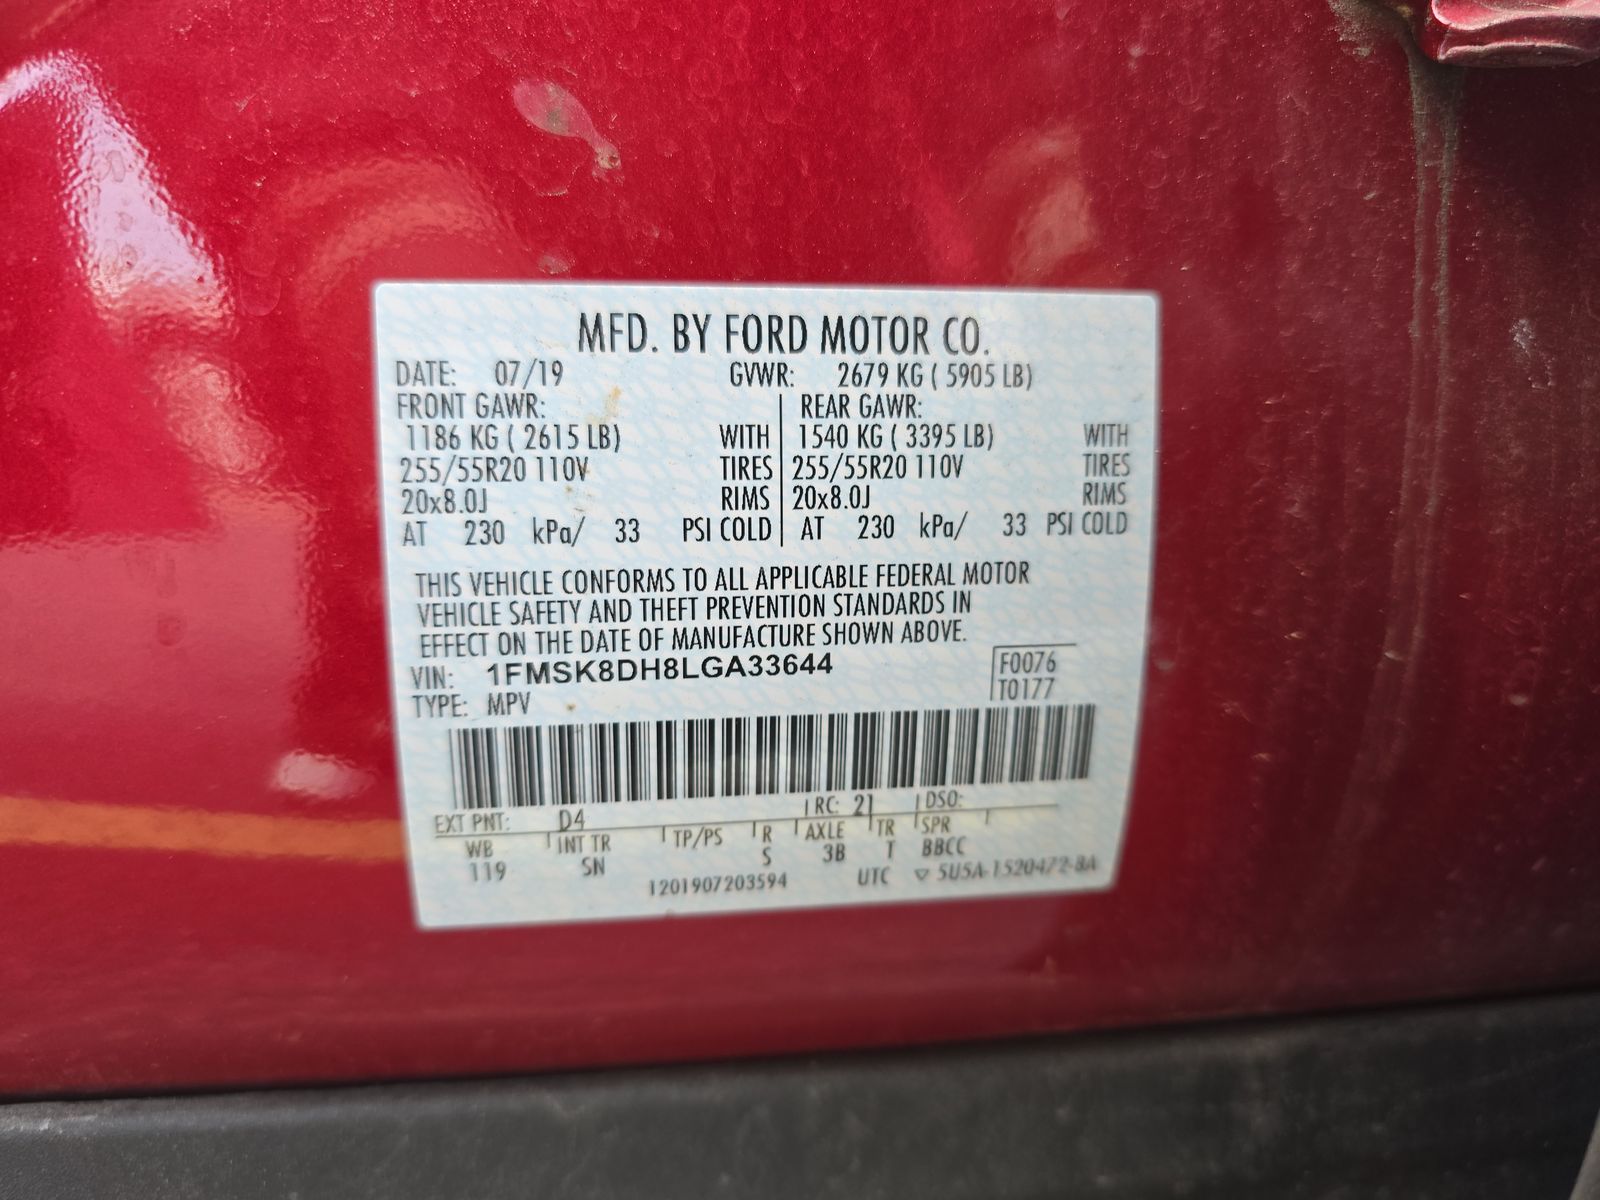 MFD. BY FORD MOTOR CO.
DATE: 07/19 GVWR: 2679 KG ( 5905 LB)
FRONT GAWR: REAR GAWR:
1186 KG ( 2615 LB) WITH 1540 KG ( 3395 LB) WITH
255/55R20 110V TIRES 255/55R20 110V TIRES
20x8.0J RIMS 20x8.0J RIMS
AT 230 kPa/ 33 PSI COLD AT 230 kPa/ 33 PSI COLD
THIS VEHICLE CONFORMS TO ALL APPLICABLE FEDERAL MOTOR
VEHICLE SAFETY AND THEFT PREVENTION STANDARDS IN
EFFECT ON THE DATE OF MANUFACTURE SHOWN ABOVE.
VIN: 1FMSK8DH8LGA33644 F0076
TYPE: MPV T0177
EXT PNT: D4 RC: 21 DSO:
WB INT TR TP/PS R AXLE TR SPR
119 SN S 3B T BBCC
1201907203594 UTC ▽ 5U5A-1520472-BA